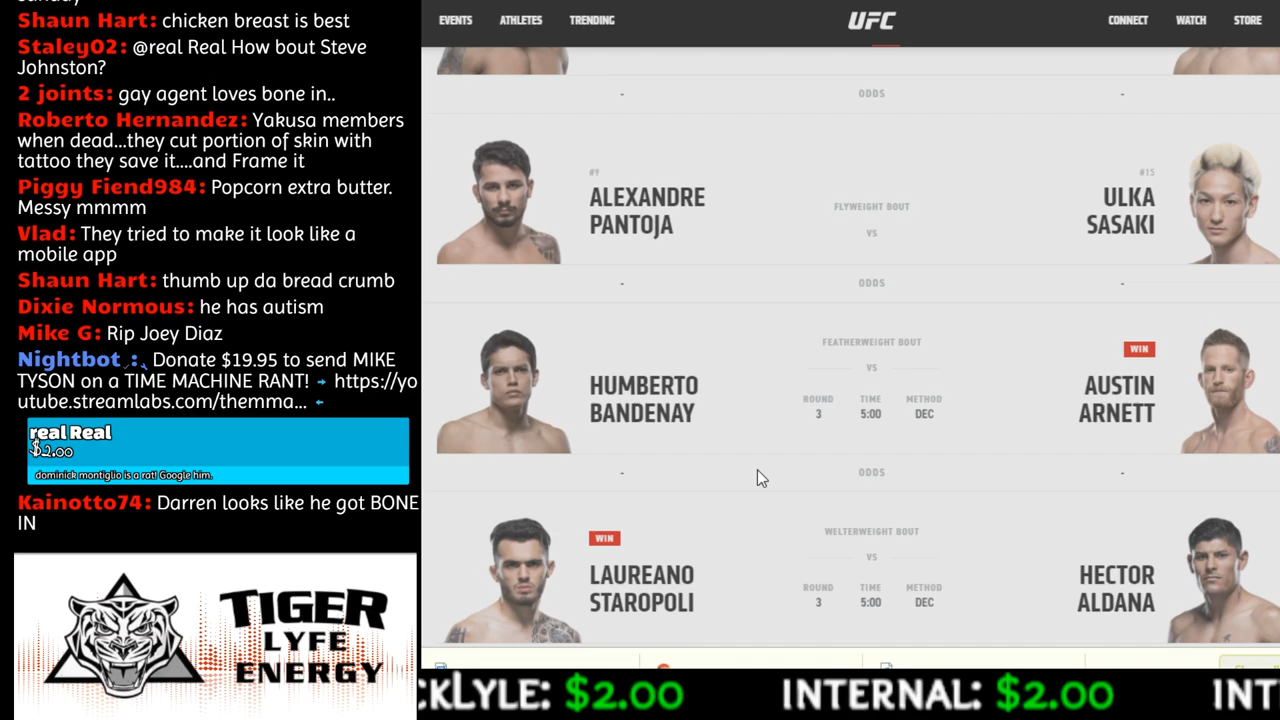 Shaun Hart: chicken breast is best
Staley02: @real Real How bout Steve
Johnston?
2 joints: gay agent loves bone in..
Roberto Hernandez: Yakusa members
when dead...they cut portion of skin with
tattoo they save it....and Frame it
Piggy Fiend984: Popcorn extra butter.
Messy mmmm
Vlad: They tried to make it look like a
mobile app
Shaun Hart: thumb up da bread crumb
Dixie Normous: he has autism
Mike G: Rip Joey Diaz
Nightbot : Donate $19.95 to send MIKE
TYSON on a TIME MACHINE RANT! → https://yo
utube.streamlabs.com/themma... ←
real Real
$2.00
dominick montiglio is a rat! Google him.
Kainotto74: Darren looks like he got BONE
IN
TIGER
LYFE
ENERGY
EVENTS ATHLETES TRENDING UFC CONNECT WATCH STORE
- ODDS -
#9 #15
ALEXANDRE
PANTOJA
FLYWEIGHT BOUT
VS
ULKA
SASAKI
- ODDS -
HUMBERTO
BANDENAY
FEATHERWEIGHT BOUT
VS
ROUND TIME METHOD
3 5:00 DEC
WIN
AUSTIN
ARNETT
- ODDS -
WIN
LAUREANO
STAROPOLI
WELTERWEIGHT BOUT
VS
ROUND TIME METHOD
3 5:00 DEC
HECTOR
ALDANA
CKLYLE: $2.00 INTERNAL: $2.00 INT